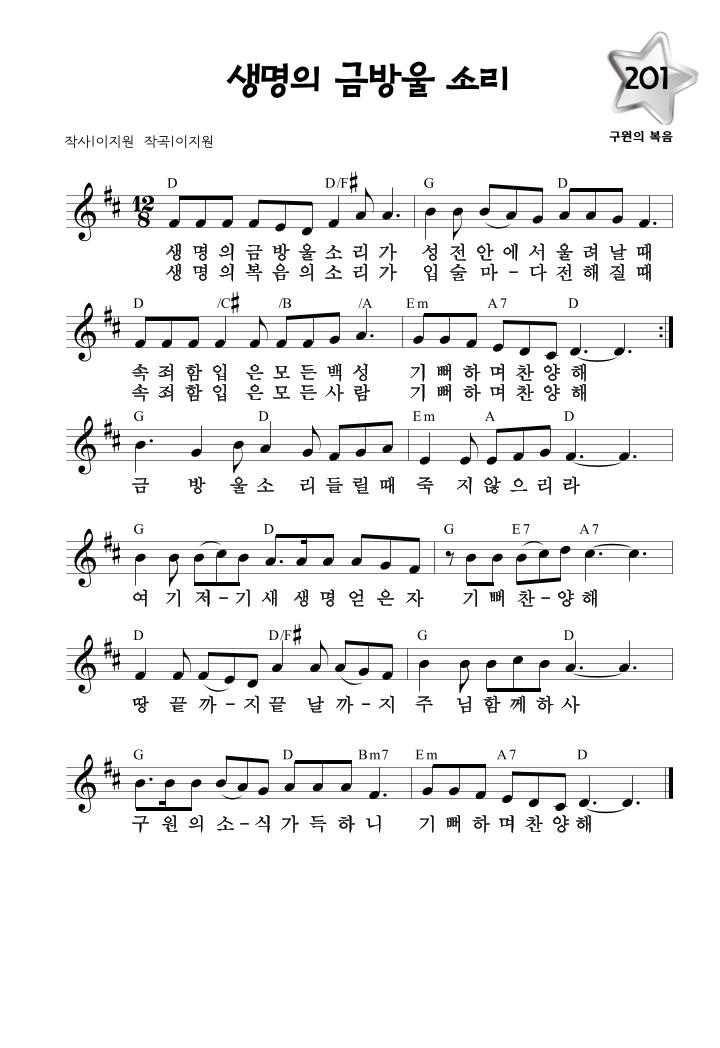 생명의 금방울 소리
201
구원의 복음
작사|이지원 작곡|이지원
D D/F♯ G D
12
8
생명의금방울소리가 성전안에서울려날때
생명의복음의소리가 입술마-다전해질때
D /C♯ /B /A Em A7 D
속죄함입은모든백성 기뻐하며찬양해
속죄함입은모든사람 기뻐하며찬양해
G D Em A D
금 방 울소 리들릴때 죽 지않으리라
G D G E7 A7
여 기저-기새생명얻은자 기뻐찬-양해
D D/F♯ G D
땅 끝까-지끝 날까-지 주 님함께하사
G D Bm7 Em A7 D
구원의소-식가득하니 기뻐하며찬양해